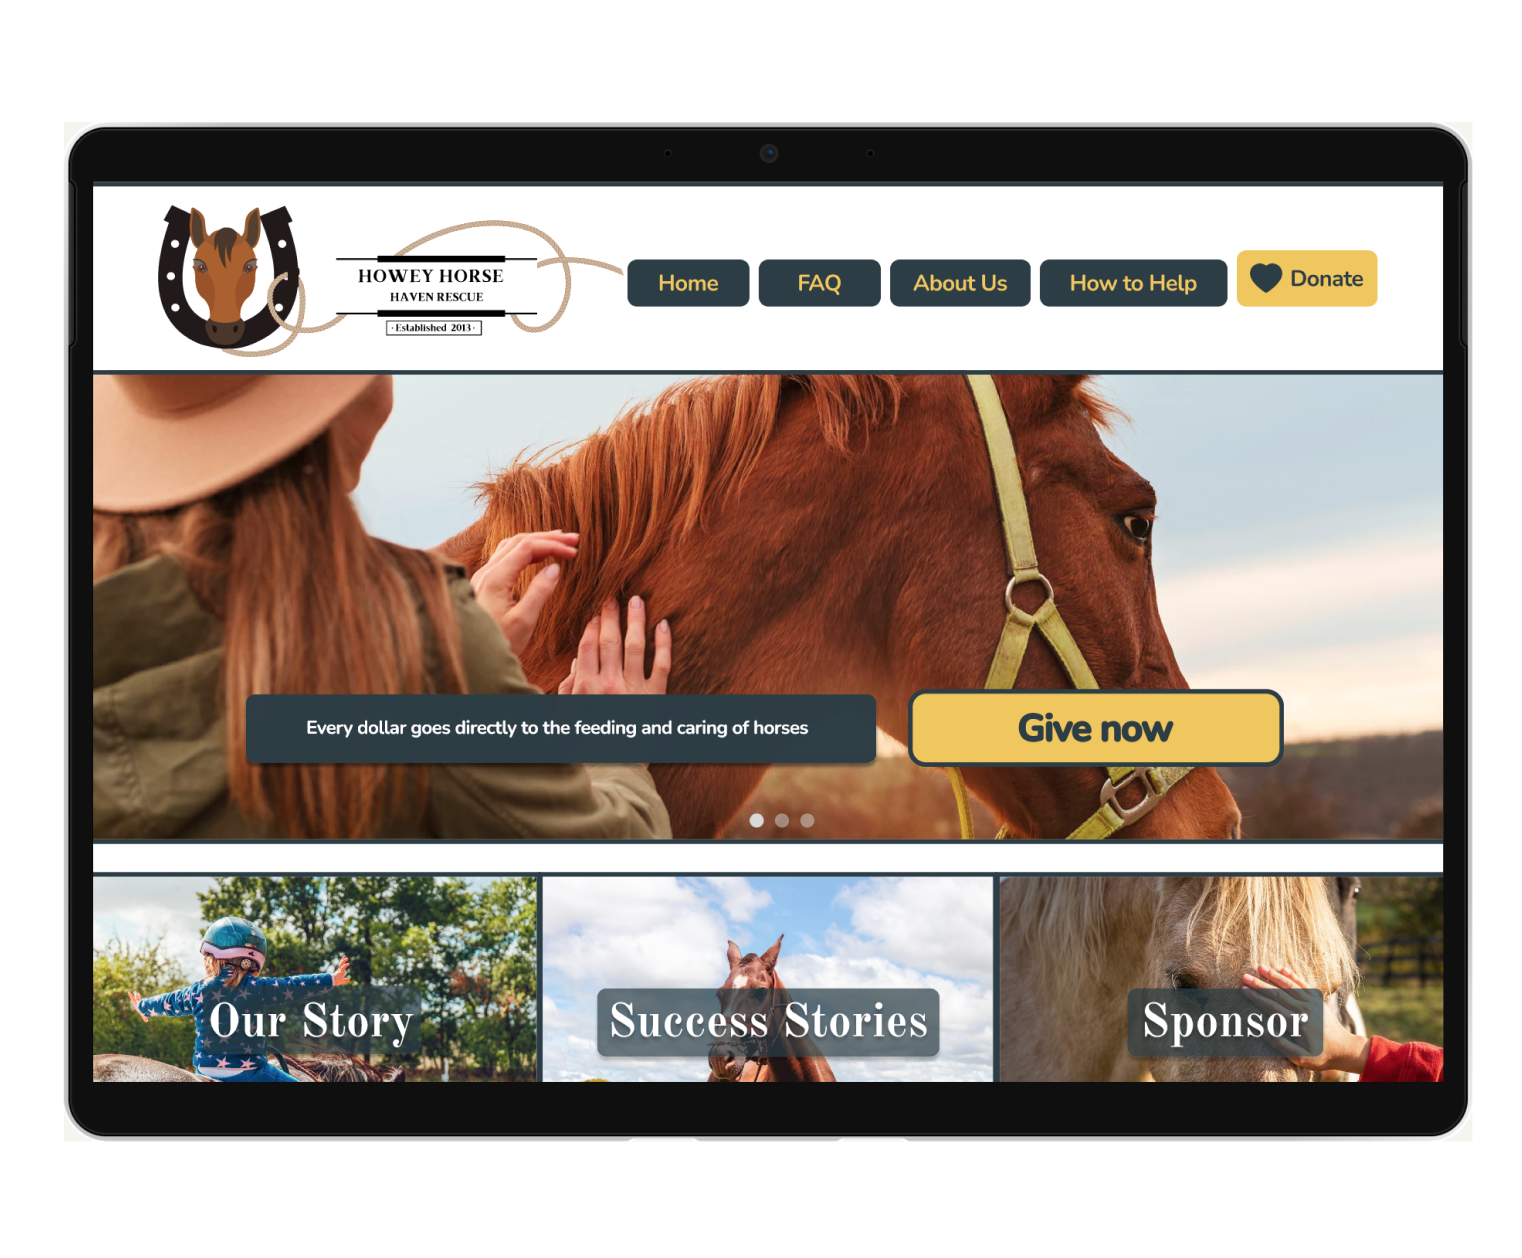 HOWEY HORSE
HAVEN RESCUE
· Established 2013 ·
Home
FAQ
About Us
How to Help
Donate
Every dollar goes directly to the feeding and caring of horses
Give now
Our Story
Success Stories
Sponsor